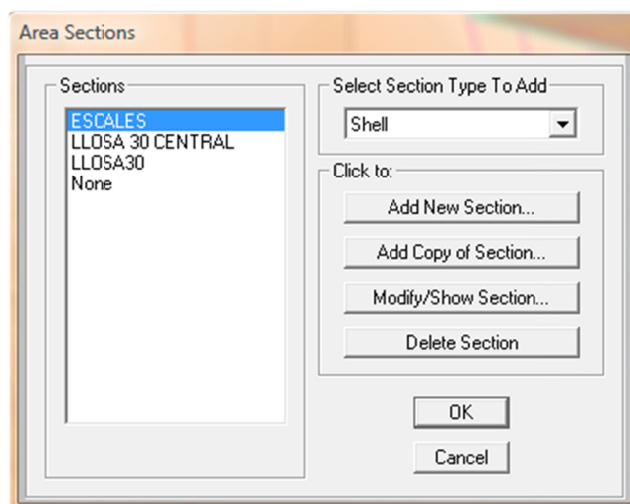 Area Sections
Sections
ESCALES
LLOSA 30 CENTRAL
LLOSA30
None
Select Section Type To Add
Shell
Click to:
Add New Section...
Add Copy of Section...
Modify/Show Section...
Delete Section
OK
Cancel